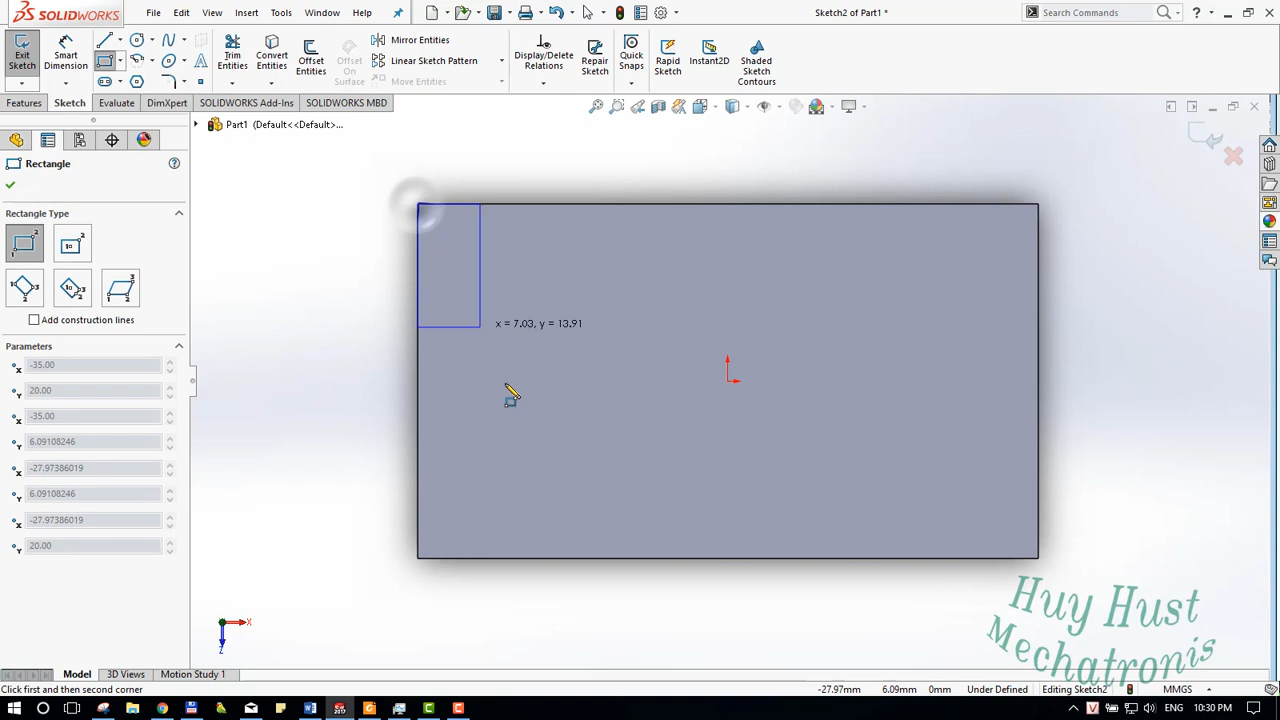 SOLIDWORKS
File
Edit
View
Insert
Tools
Window
Help
Sketch2 of Part1 *
Search Commands
Exit Sketch
Smart Dimension
Trim Entities
Convert Entities
Offset Entities
Offset On Surface
Mirror Entities
Linear Sketch Pattern
Move Entities
Display/Delete Relations
Repair Sketch
Quick Snaps
Rapid Sketch
Instant2D
Shaded Sketch Contours
Features
Sketch
Evaluate
DimXpert
SOLIDWORKS Add-Ins
SOLIDWORKS MBD
Part1 (Default<<Default>...
Rectangle
Rectangle Type
Add construction lines
Parameters
-35.00
20.00
-35.00
6.09108246
-27.97386019
6.09108246
-27.97386019
20.00
x = 7.03, y = 13.91
X
Z
Huy Hust
Mechatronis
Model
3D Views
Motion Study 1
Click first and then second corner
-27.97mm
6.09mm
0mm
Under Defined
Editing Sketch2
MMGS
ENG
10:30 PM